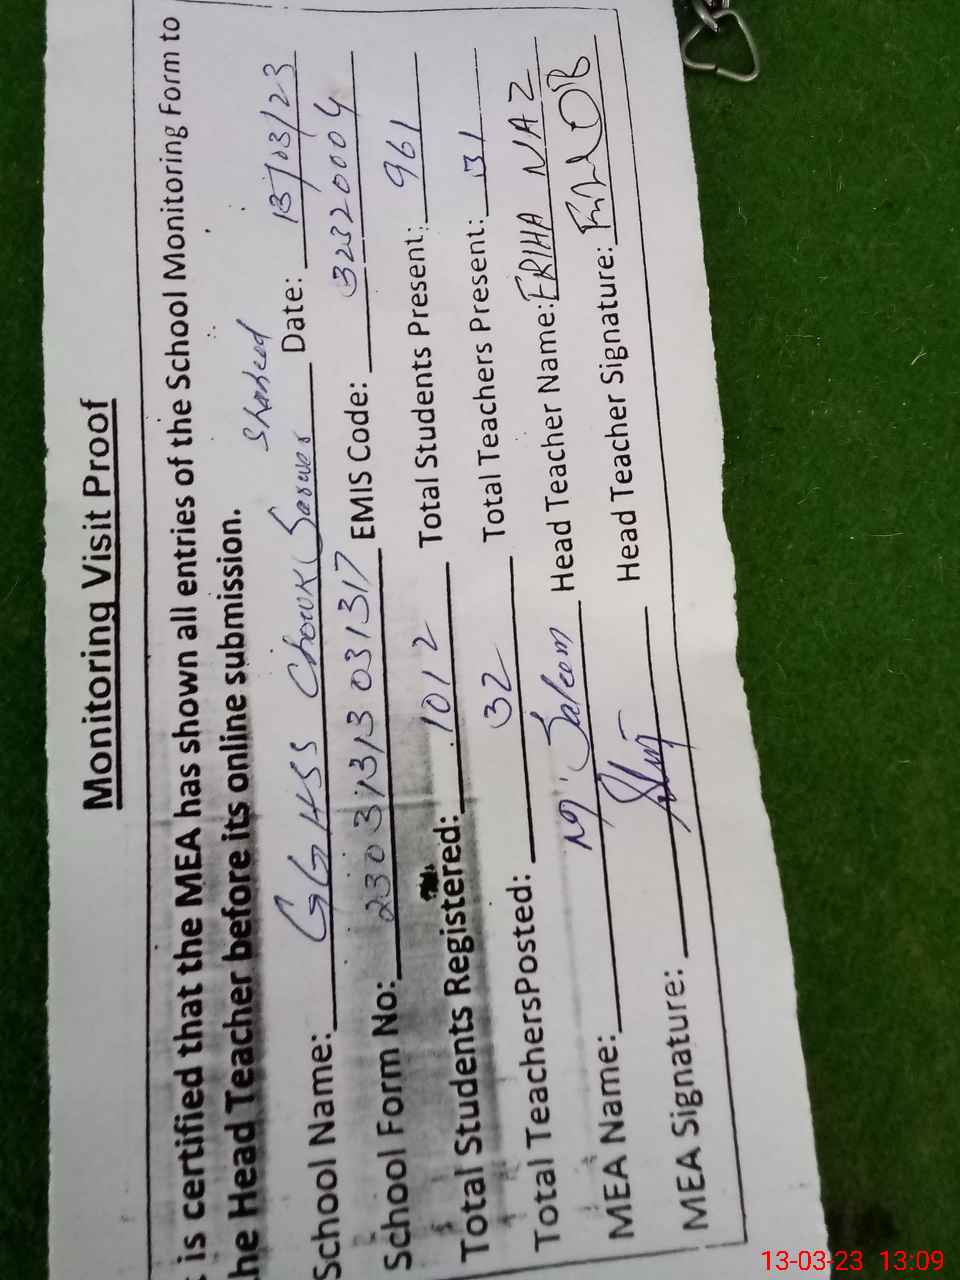 Monitoring Visit Proof
is certified that the MEA has shown all entries of the School Monitoring Form to
he Head Teacher before its online submission.
School Name: GGHSS Chowk Sarwar Shaheed Date: 13/03/23
School Form No: 2303131303 1317 EMIS Code: 32320004
Total Students Registered: 1012 Total Students Present: 961
Total TeachersPosted: 32 Total Teachers Present: 31
MEA Name: M. Saleem Head Teacher Name: ERIHA NAZ
MEA Signature: Head Teacher Signature:
13-03-23 13:09